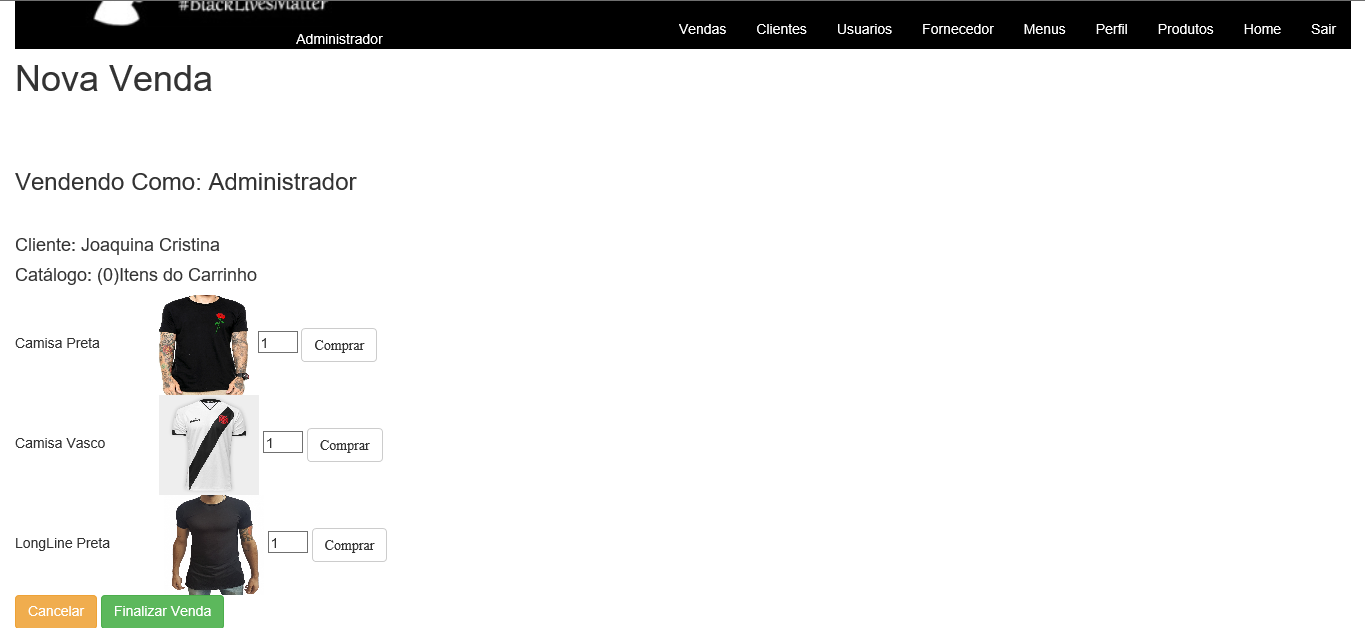 #BlackLivesMatter
Administrador
Vendas Clientes Usuarios Fornecedor Menus Perfil Produtos Home Sair
Nova Venda
Vendendo Como: Administrador
Cliente: Joaquina Cristina
Catálogo: (0)Itens do Carrinho
Camisa Preta 1 Comprar
Camisa Vasco 1 Comprar
LongLine Preta 1 Comprar
Cancelar Finalizar Venda